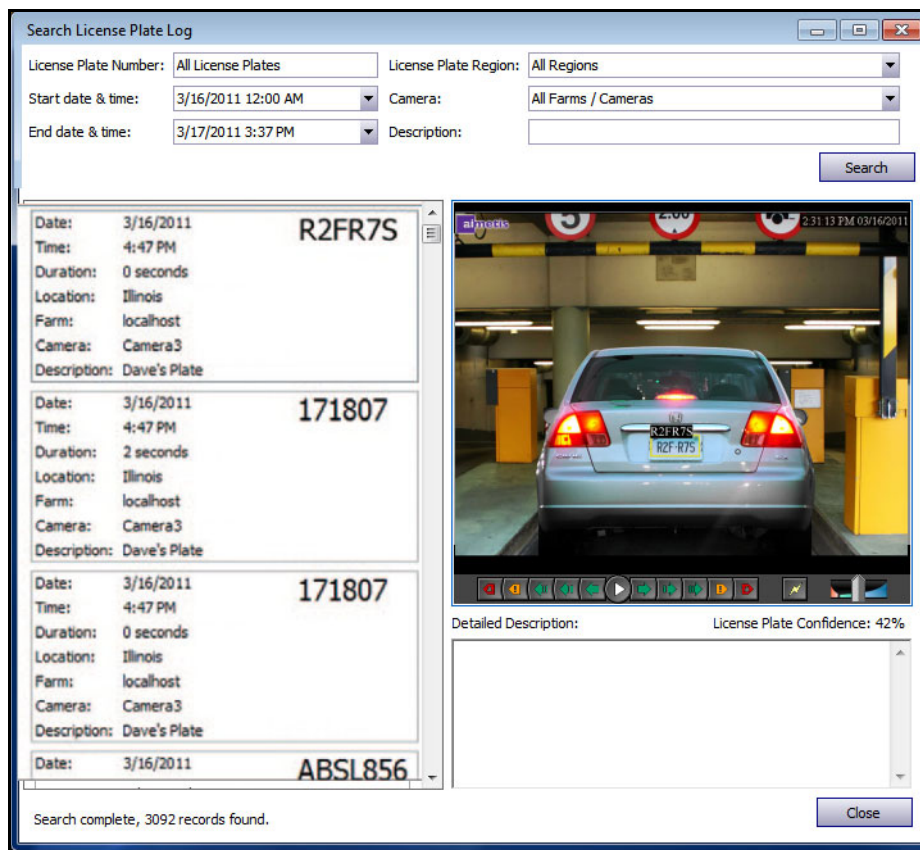 Search License Plate Log
License Plate Number: All License Plates License Plate Region: All Regions
Start date & time: 3/16/2011 12:00 AM Camera: All Farms / Cameras
End date & time: 3/17/2011 3:37 PM Description:
Search
Date: 3/16/2011 R2FR7S
Time: 4:47 PM
Duration: 0 seconds
Location: Illinois
Farm: localhost
Camera: Camera3
Description: Dave's Plate
Date: 3/16/2011 171807
Time: 4:47 PM
Duration: 2 seconds
Location: Illinois
Farm: localhost
Camera: Camera3
Description: Dave's Plate
Date: 3/16/2011 171807
Time: 4:47 PM
Duration: 0 seconds
Location: Illinois
Farm: localhost
Camera: Camera3
Description: Dave's Plate
Date: 3/16/2011 ABSL856
aimetis 2:31:13 PM 03/16/2011
5 2.00
R2FR7S
R2F·R7S
Detailed Description: License Plate Confidence: 42%
Search complete, 3092 records found.
Close